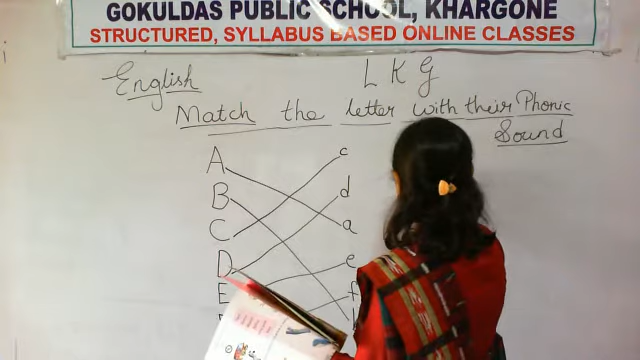 GOKULDAS PUBLIC SCHOOL, KHARGONE
STRUCTURED, SYLLABUS BASED ONLINE CLASSES
English LKG
Match the letter with their Phonic
Sound
A c
B d
C a
D e
E f